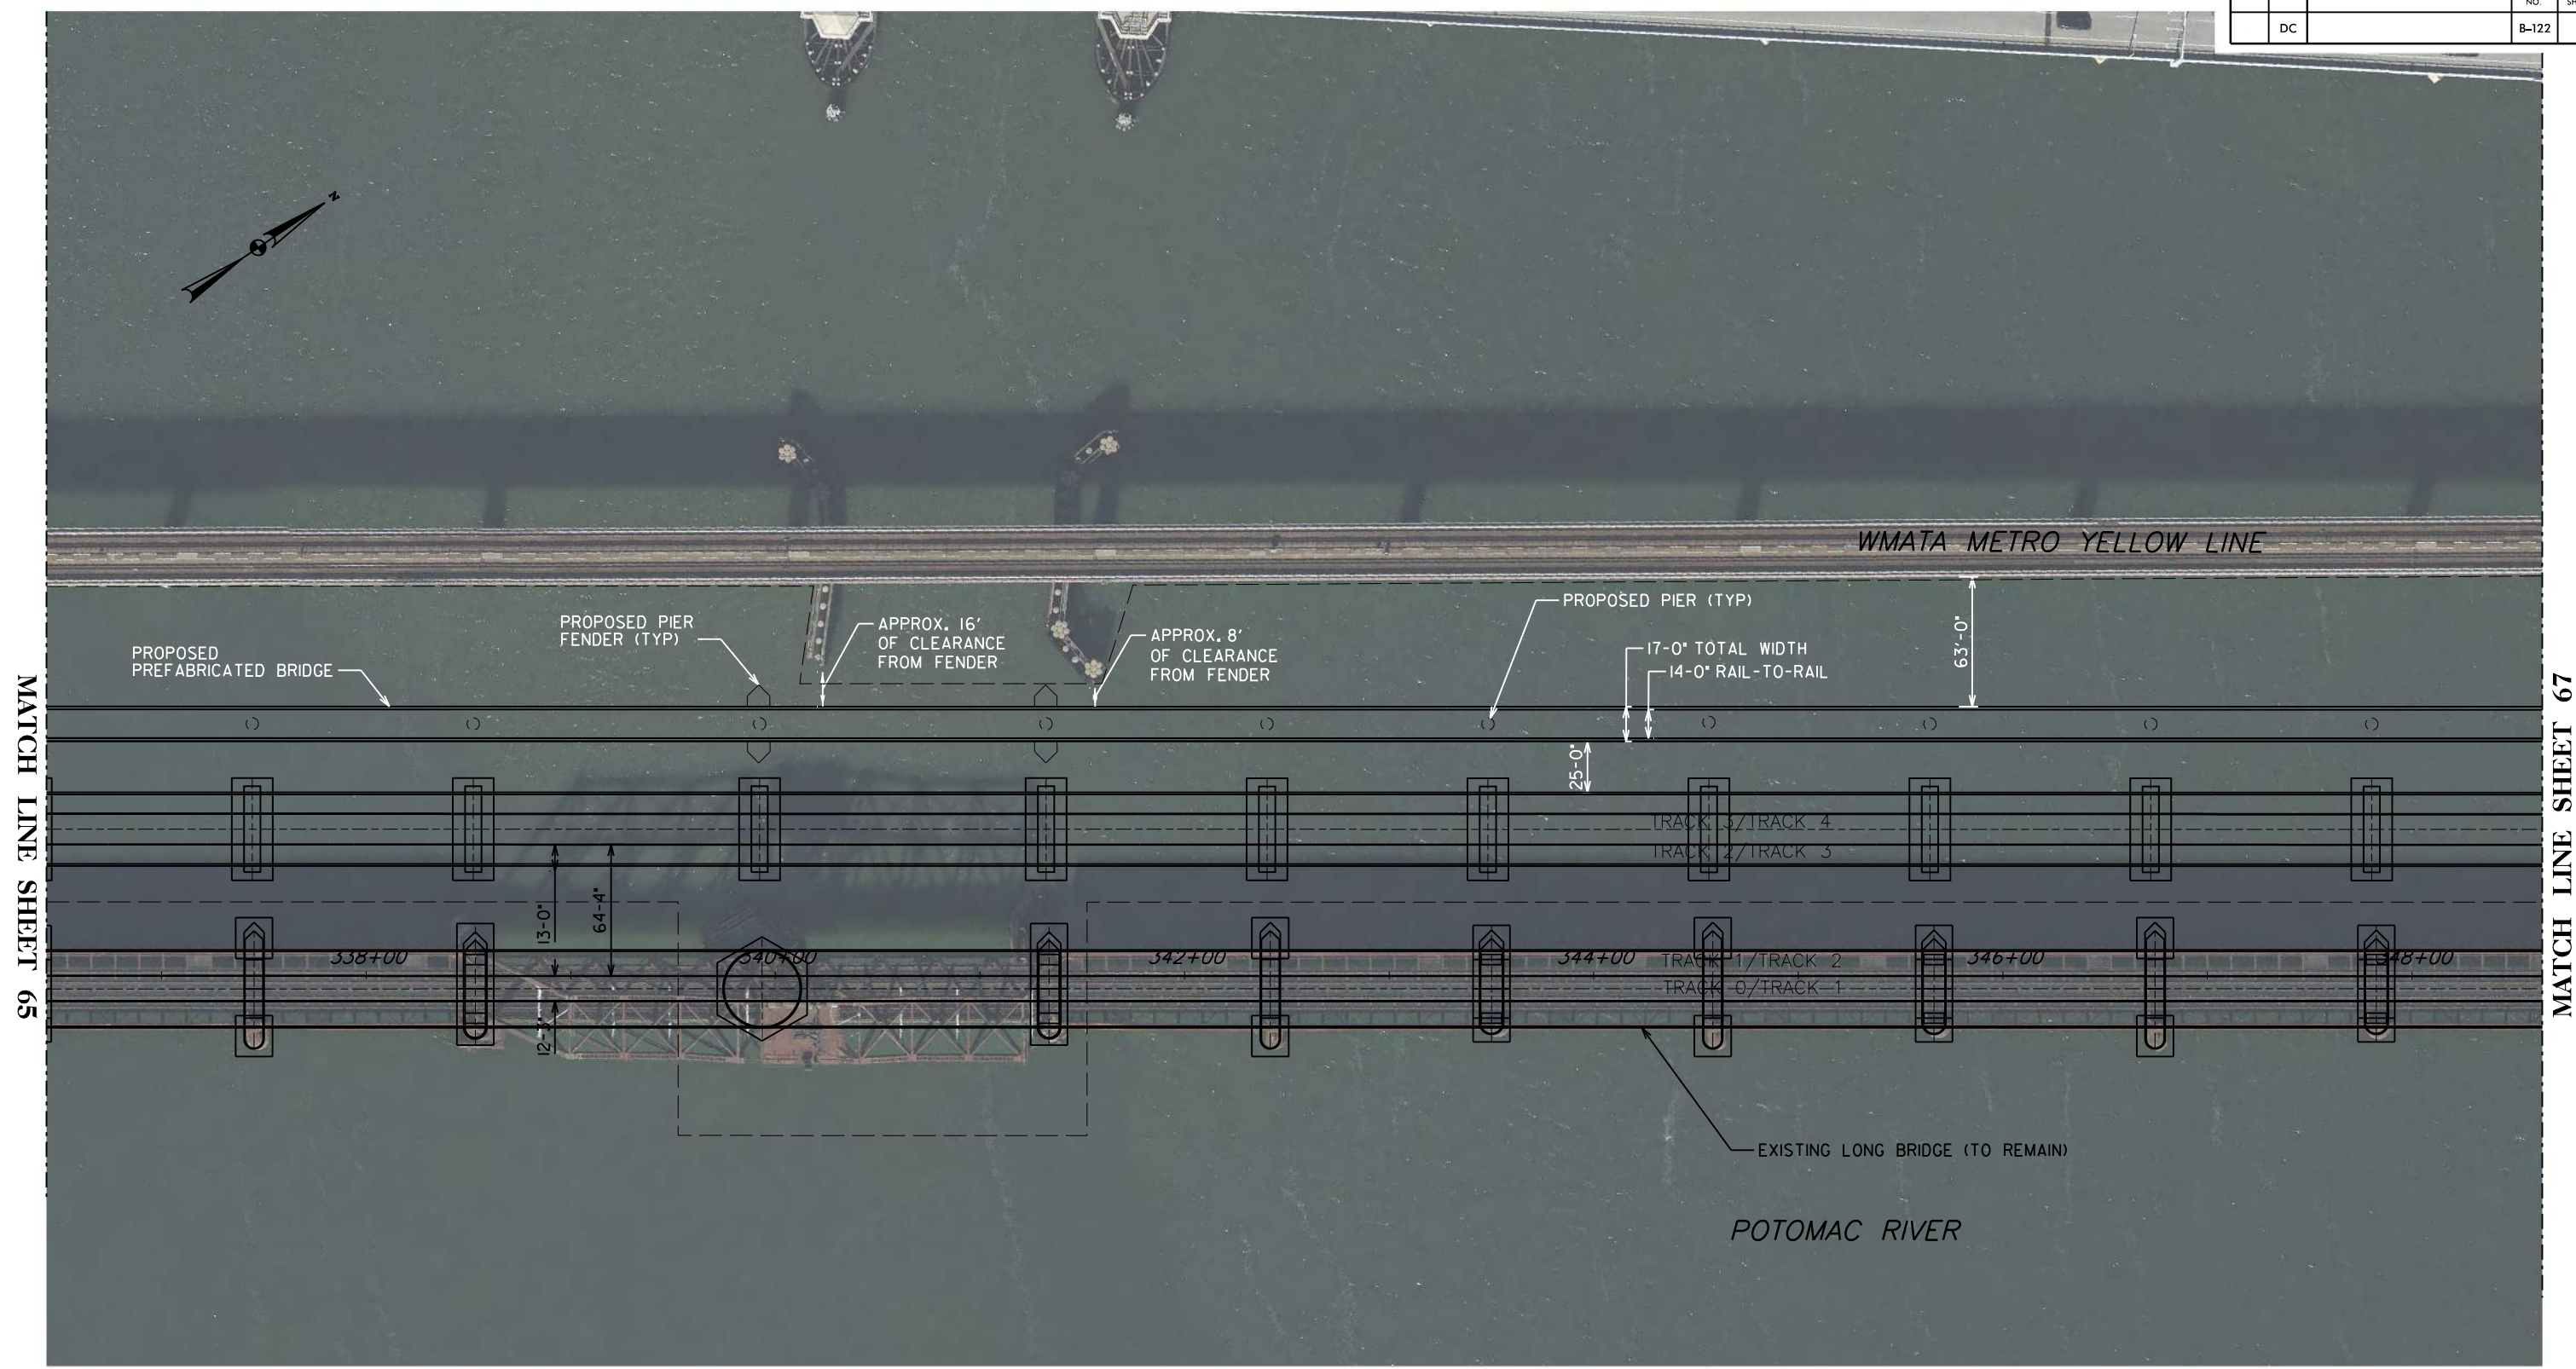 NO.
DC
B-122
N
WMATA METRO YELLOW LINE
PROPOSED PIER (TYP)
PROPOSED PIER
FENDER (TYP)
APPROX. 16'
OF CLEARANCE
FROM FENDER
APPROX. 8'
OF CLEARANCE
FROM FENDER
17-0" TOTAL WIDTH
14-0" RAIL-TO-RAIL
63'-0"
PROPOSED
PREFABRICATED BRIDGE
25-0"
MATCH LINE SHEET 65
MATCH LINE SHEET 67
TRACK 3/TRACK 4
TRACK 2/TRACK 3
13-0"
64-4"
338+00
340+00
342+00
344+00
346+00
348+00
TRACK 1/TRACK 2
TRACK 0/TRACK 1
12-3"
EXISTING LONG BRIDGE (TO REMAIN)
POTOMAC RIVER